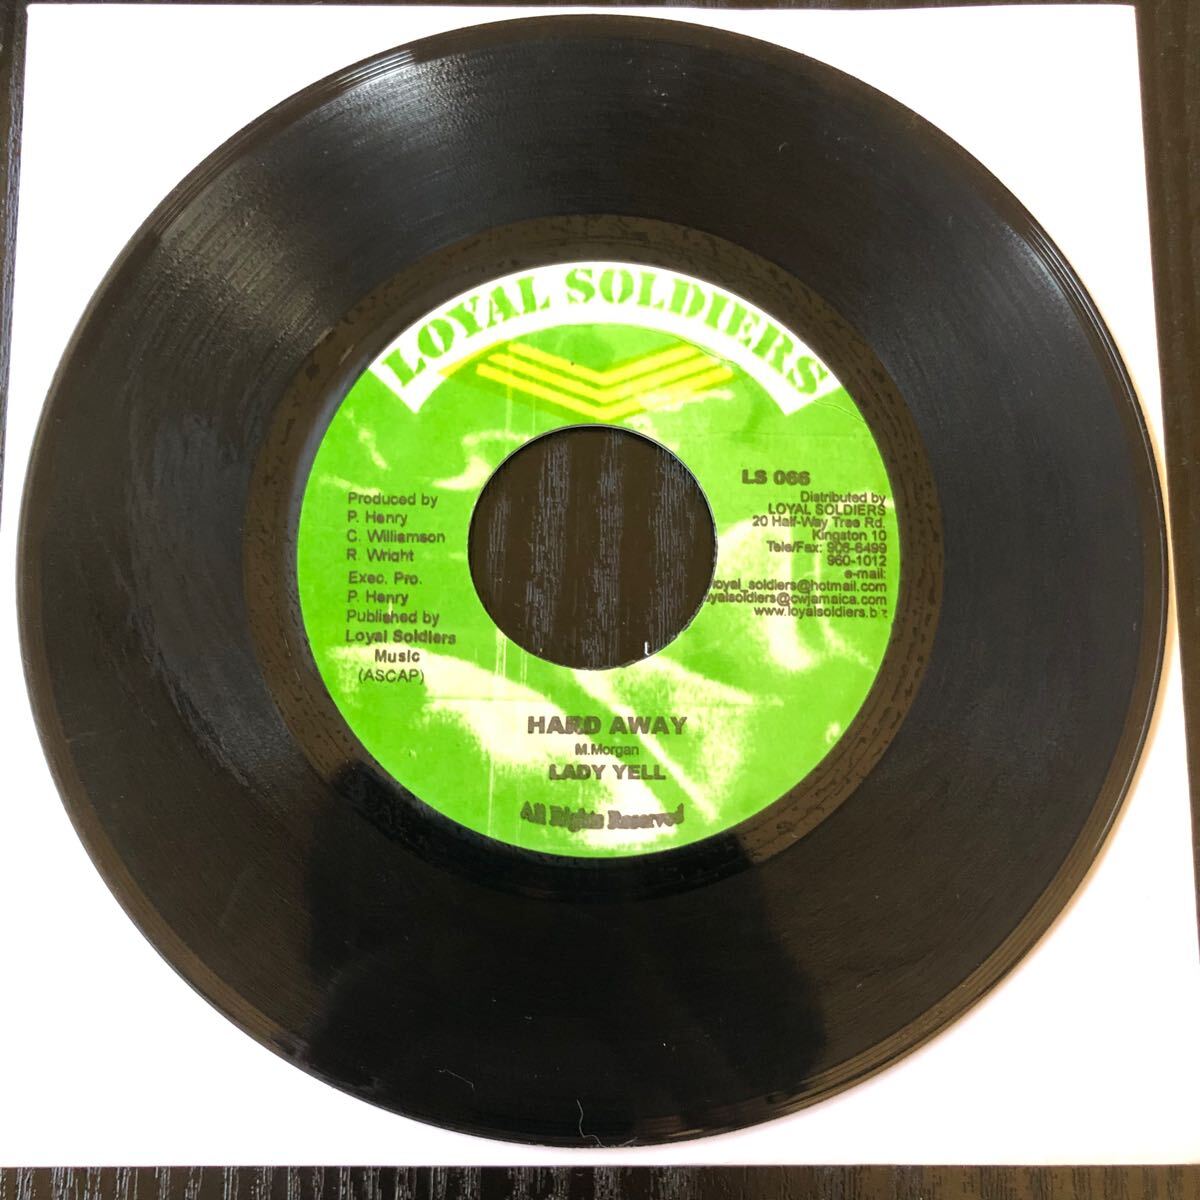 LOYAL SOLDIERS
Produced by
P. Henry
C. Williamson
R. Wright
Exec. Pro.
P. Henry
Published by
Loyal Soldiers
Music
(ASCAP)
LS 066
Distributed by
LOYAL SOLDIERS
20 Half-Way Tree Rd.
Kingston 10
Tele/Fax: 906-6499
960-1012
e-mail:
loyal_soldiers@hotmail.com
oyalsoldiers@cwjamaica.com
www.loyalsoldiers.biz
HARD AWAY
M.Morgan
LADY YELL
All Rights Reserved